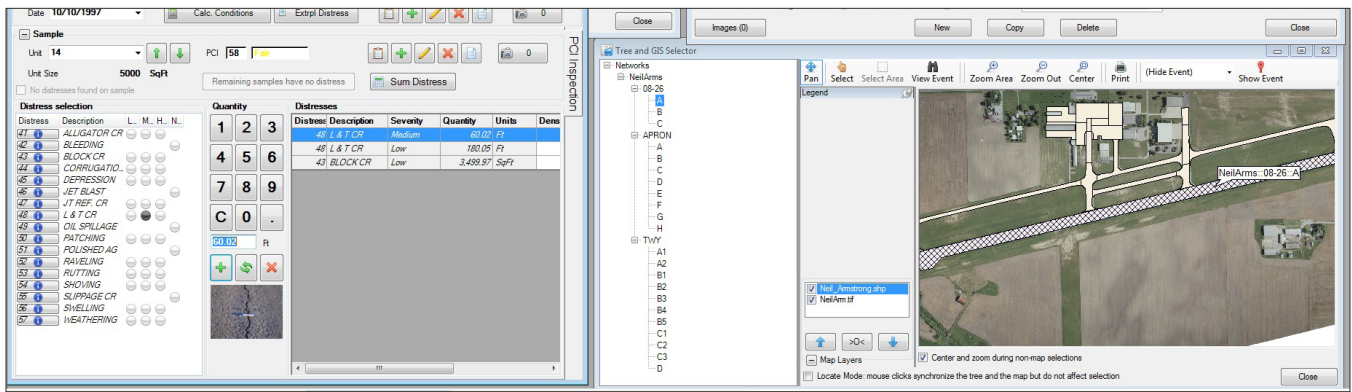 Date 10/10/1997 Calc. Conditions Extrpl Distress 0
Sample
Unit 14 PCI 58 Fair 0
Unit Size 5000 SqFt Remaining samples have no distress Sum Distress
No distresses found on sample
PCI Inspection
Distress selection
Distress Description L.. M.. H.. N..
41 ALLIGATOR CR
42 BLEEDING
43 BLOCK CR
44 CORRUGATIO...
45 DEPRESSION
46 JET BLAST
47 JT REF. CR
48 L & T CR
49 OIL SPILLAGE
50 PATCHING
51 POLISHED AG
52 RAVELING
53 RUTTING
54 SHOVING
55 SLIPPAGE CR
56 SWELLING
57 WEATHERING
Quantity
1 2 3
4 5 6
7 8 9
C 0 .
60.02 Ft
Distresses
Distress Description Severity Quantity Units Dens
48 L & T CR Medium 60.02 Ft
48 L & T CR Low 180.05 Ft
43 BLOCK CR Low 3,499.97 SqFt
Close
Images (0) New Copy Delete Close
Tree and GIS Selector
Networks
NeilArms
08-26
A
B
C
APRON
A
B
C
D
E
F
G
H
TWY
A1
A2
B1
B2
B3
B4
B5
C1
C2
C3
D
Pan Select Select Area View Event Zoom Area Zoom Out Center Print (Hide Event) Show Event
Legend
NeilArms::08-26::A
Neil_Armstrong.shp
NeilArm.tif
>0<
Map Layers
Center and zoom during non-map selections
Locate Mode: mouse clicks synchronize the tree and the map but do not affect selection
Close